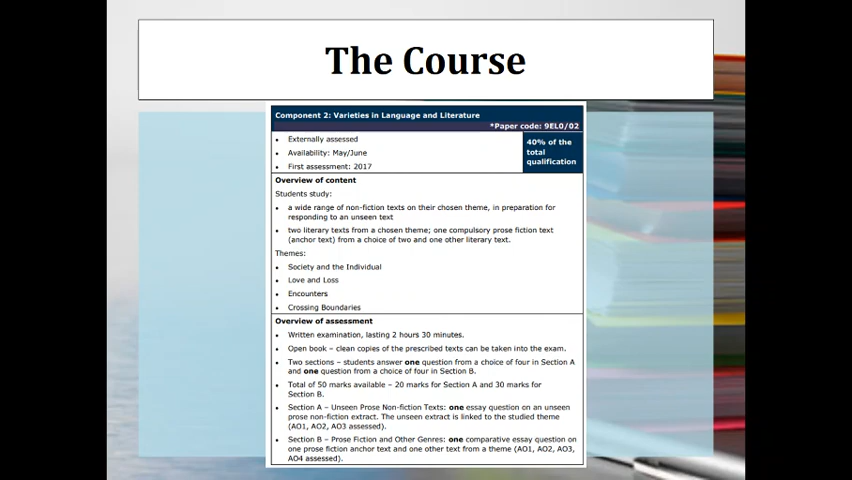 The Course
Component 2: Varieties in Language and Literature
*Paper code: 9EL0/02
• Externally assessed
• Availability: May/June
• First assessment: 2017
40% of the
total
qualification
Overview of content
Students study:
• a wide range of non-fiction texts on their chosen theme, in preparation for
responding to an unseen text
• two literary texts from a chosen theme; one compulsory prose fiction text
(anchor text) from a choice of two and one other literary text.
Themes:
• Society and the Individual
• Love and Loss
• Encounters
• Crossing Boundaries
Overview of assessment
• Written examination, lasting 2 hours 30 minutes.
• Open book – clean copies of the prescribed texts can be taken into the exam.
• Two sections – students answer one question from a choice of four in Section A
and one question from a choice of four in Section B.
• Total of 50 marks available – 20 marks for Section A and 30 marks for
Section B.
• Section A – Unseen Prose Non-fiction Texts: one essay question on an unseen
prose non-fiction extract. The unseen extract is linked to the studied theme
(AO1, AO2, AO3 assessed).
• Section B – Prose Fiction and Other Genres: one comparative essay question on
one prose fiction anchor text and one other text from a theme (AO1, AO2, AO3,
AO4 assessed).